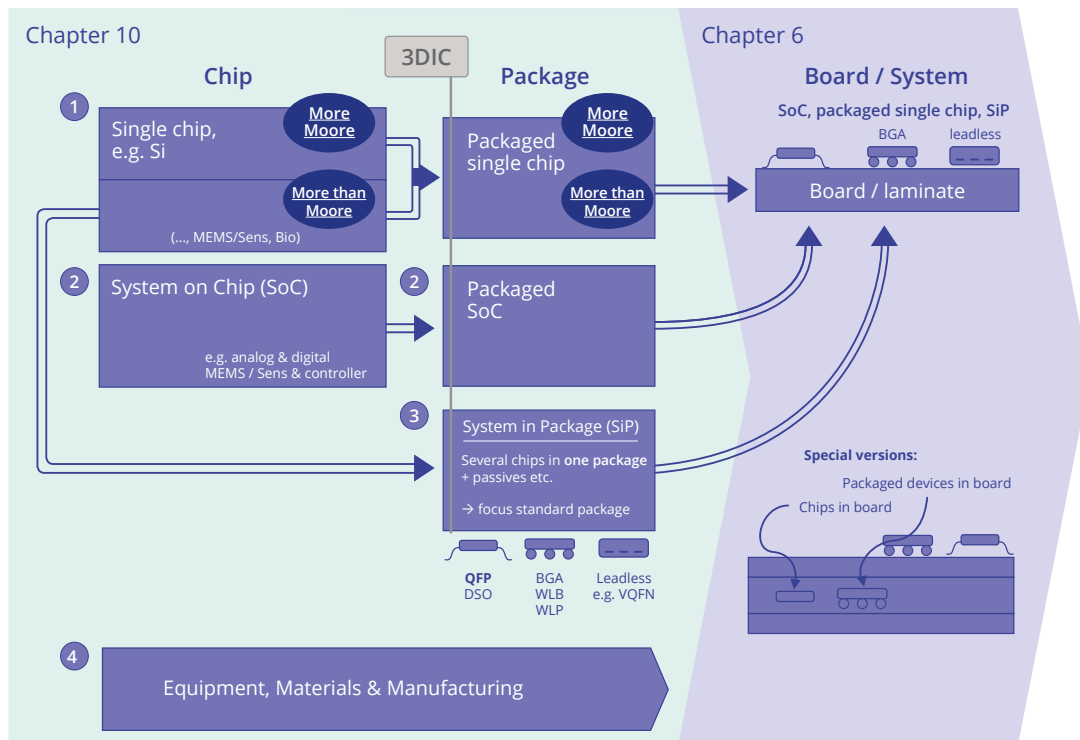 Chapter 10
Chapter 6
3DIC
Chip
Package
Board / System
1
Single chip,
e.g. Si
More
Moore
More than
Moore
(..., MEMS/Sens, Bio)
Packaged
single chip
More
Moore
More than
Moore
SoC, packaged single chip, SiP
BGA
leadless
Board / laminate
2
System on Chip (SoC)
e.g. analog & digital
MEMS / Sens & controller
2
Packaged
SoC
3
System in Package (SiP)
Several chips in one package
+ passives etc.
→ focus standard package
QFP
DSO
BGA
WLB
WLP
Leadless
e.g. VQFN
Special versions:
Packaged devices in board
Chips in board
4
Equipment, Materials & Manufacturing